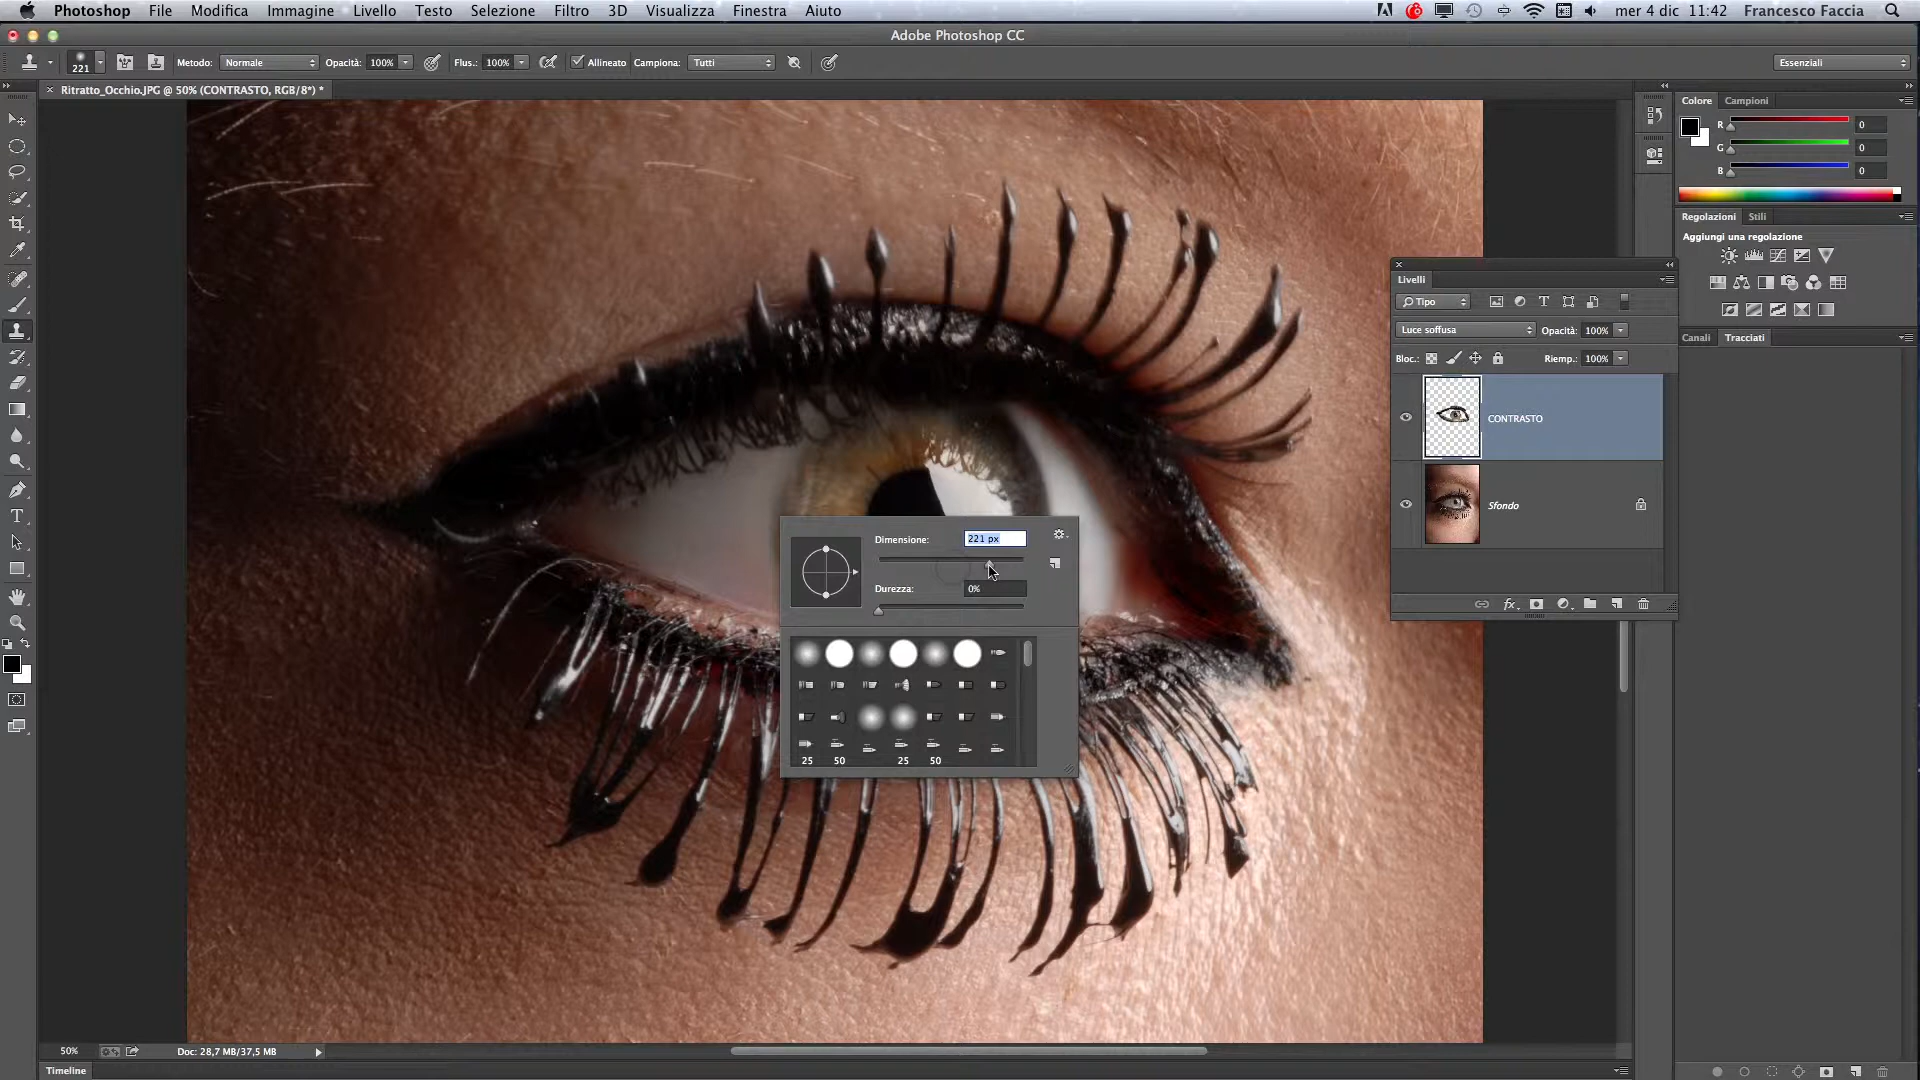 Photoshop File Modifica Immagine Livello Testo Selezione Filtro 3D Visualizza Finestra Aiuto mer 4 dic 11:42 Francesco Faccia
Adobe Photoshop CC
221 Metodo: Normale Opacità: 100% Flus.: 100% Allineato Campiona: Tutti Essenziali
Ritratto_Occhio.JPG @ 50% (CONTRASTO, RGB/8*) *
Colore Campioni
R 0
G 0
B 0
Regolazioni Stili
Aggiungi una regolazione
Livelli
Tipo
Luce soffusa Opacità: 100%
Canali Tracciati
Bloc.: Riemp.: 100%
CONTRASTO
Sfondo
fx
Dimensione: 221 px
Durezza: 0%
25 50 25 50
50% Doc: 28,7 MB/37,5 MB
Timeline